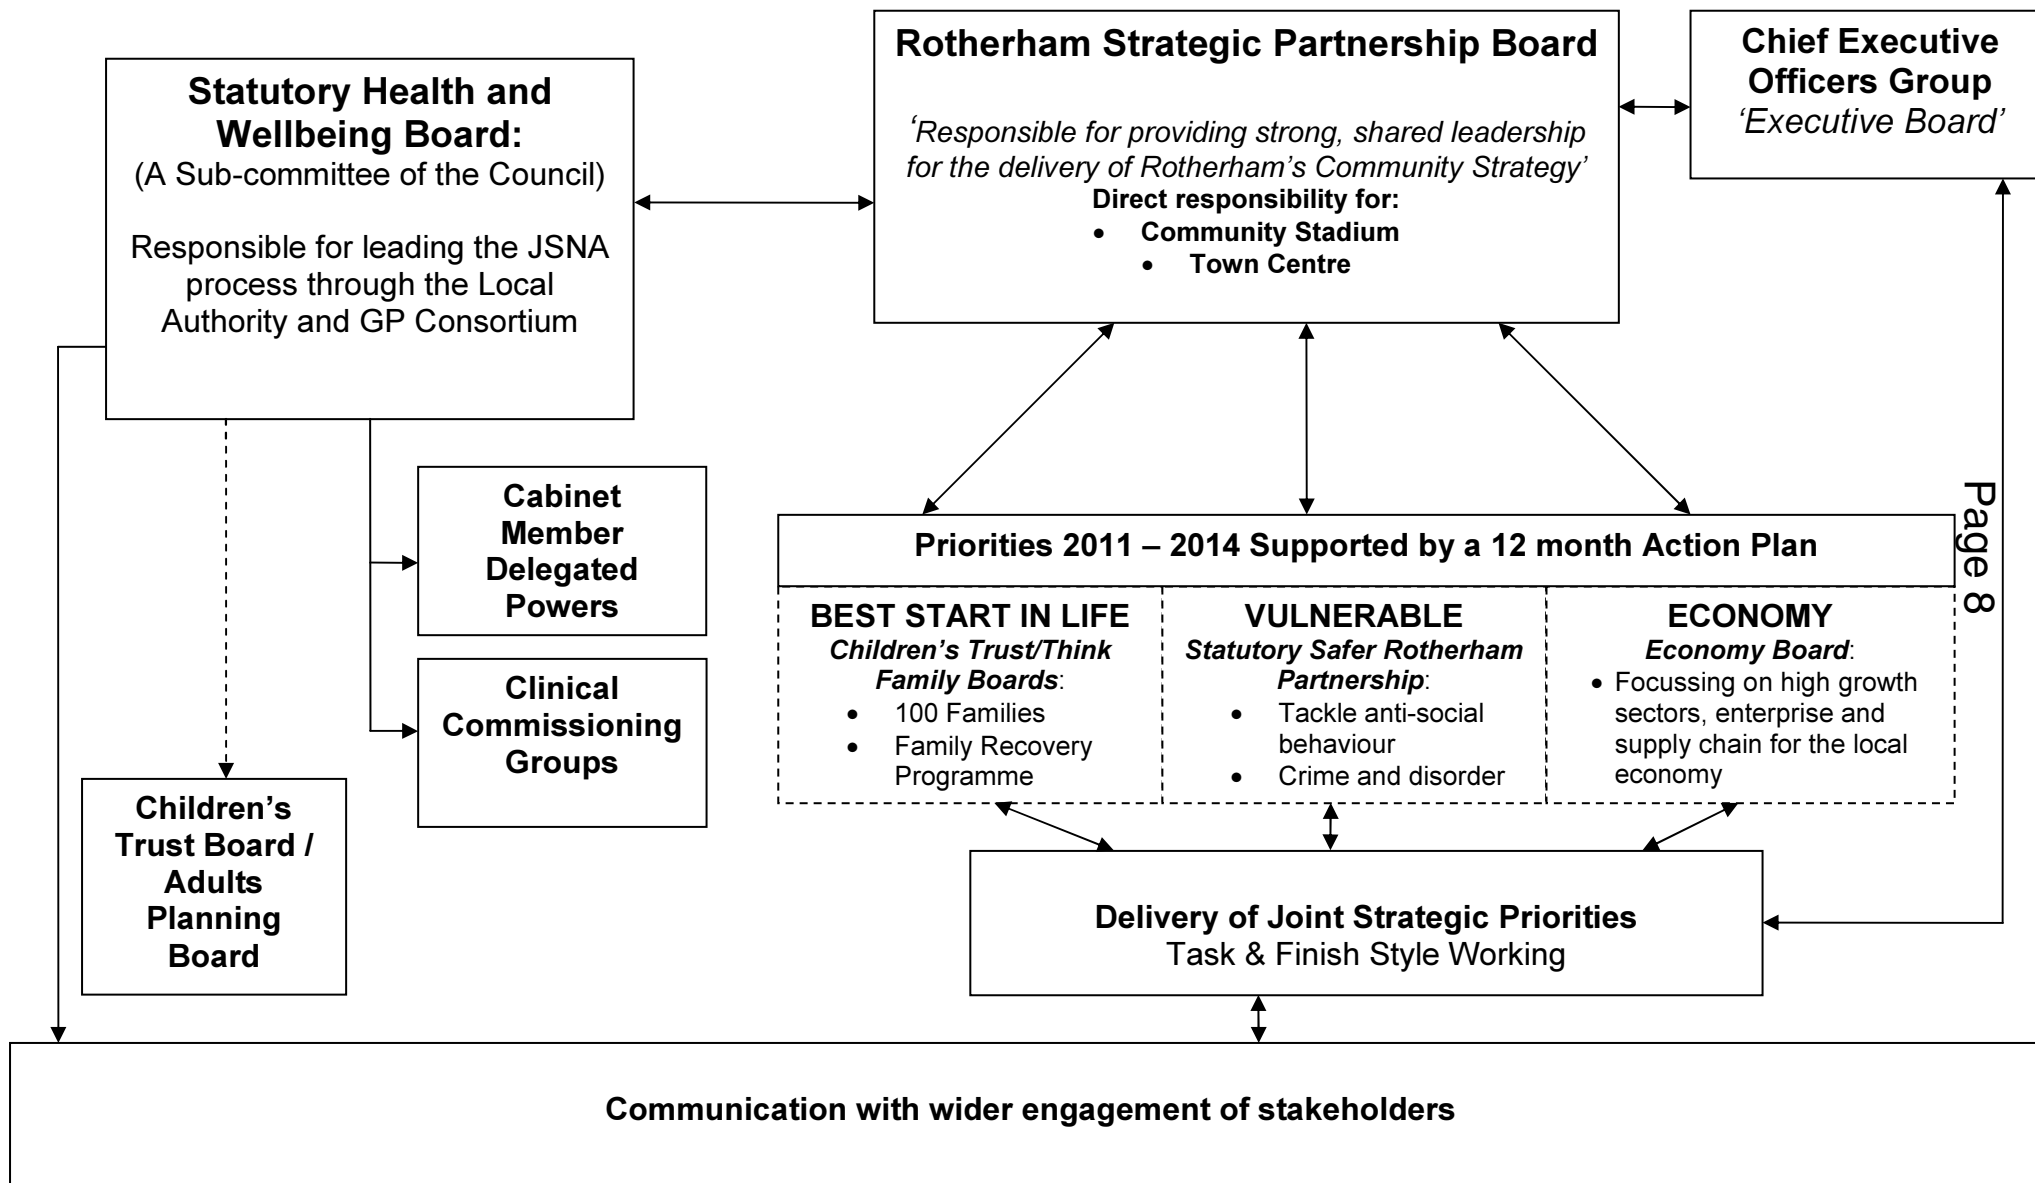 Statutory Health and
Wellbeing Board:
(A Sub-committee of the Council)
Responsible for leading the JSNA
process through the Local
Authority and GP Consortium
Rotherham Strategic Partnership Board
‘Responsible for providing strong, shared leadership
for the delivery of Rotherham’s Community Strategy’
Direct responsibility for:
• Community Stadium
• Town Centre
Chief Executive
Officers Group
‘Executive Board’
Cabinet
Member
Delegated
Powers
Clinical
Commissioning
Groups
Children’s
Trust Board /
Adults
Planning
Board
Priorities 2011 – 2014 Supported by a 12 month Action Plan
BEST START IN LIFE
Children’s Trust/Think
Family Boards:
• 100 Families
• Family Recovery
Programme
VULNERABLE
Statutory Safer Rotherham
Partnership:
• Tackle anti-social
behaviour
• Crime and disorder
ECONOMY
Economy Board:
• Focussing on high growth
sectors, enterprise and
supply chain for the local
economy
Page 8
Delivery of Joint Strategic Priorities
Task & Finish Style Working
Communication with wider engagement of stakeholders